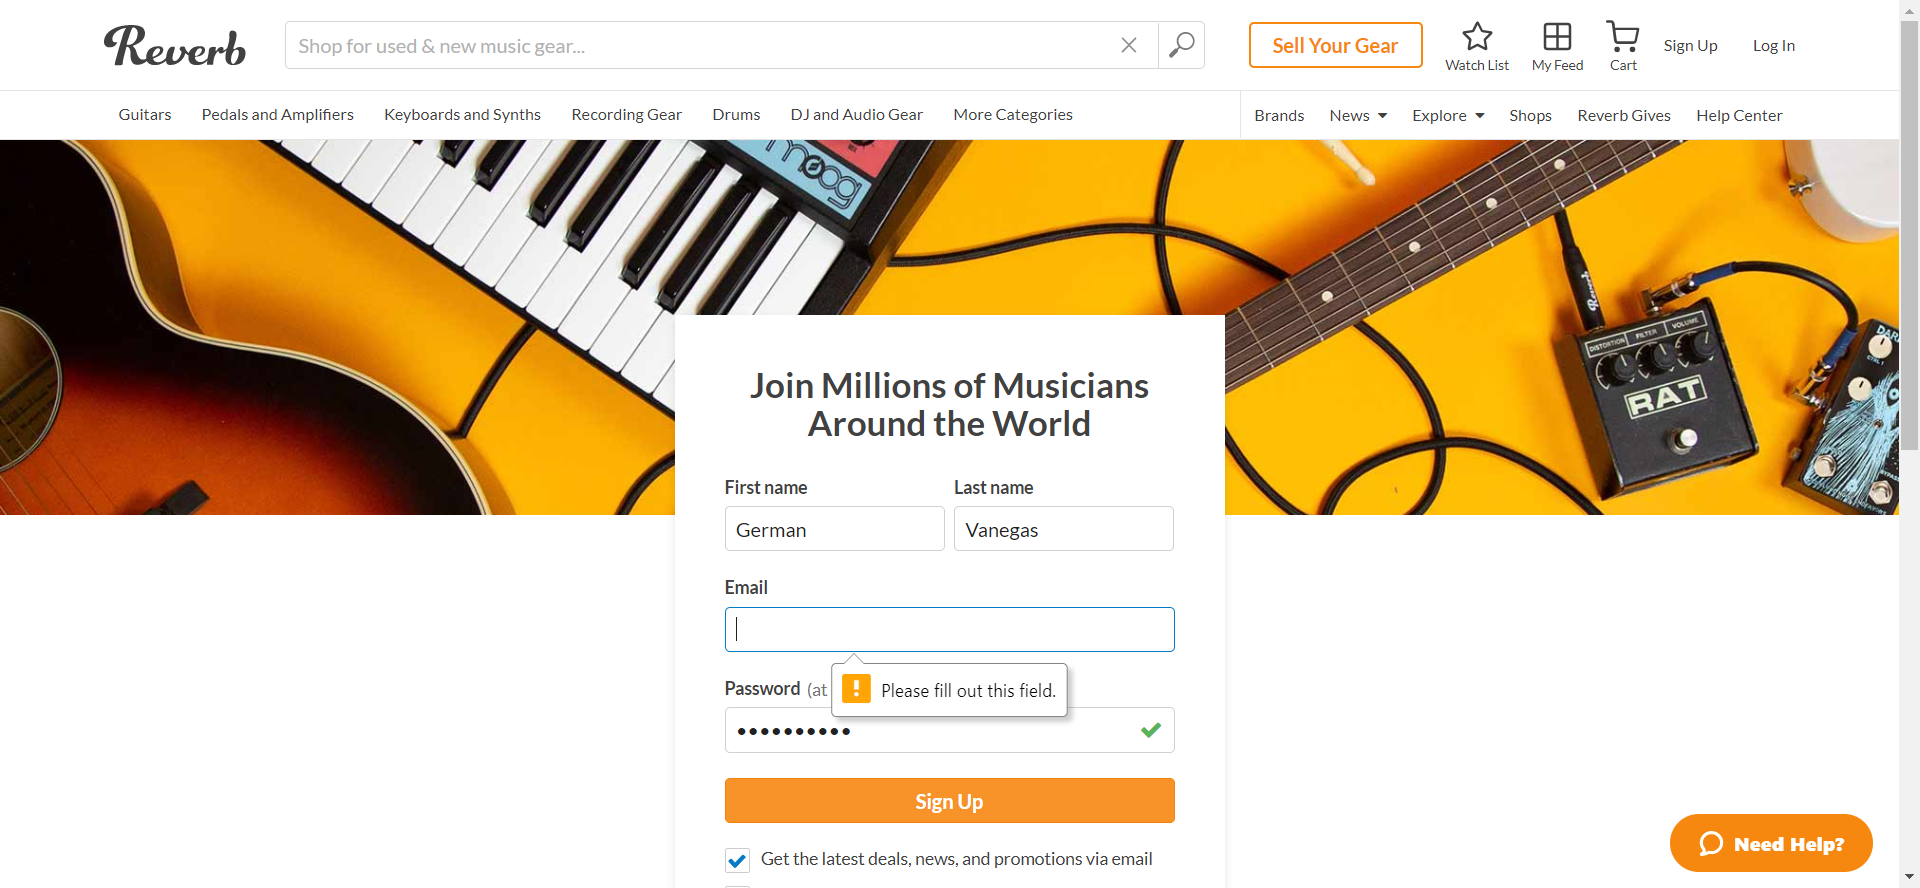 Reverb
Shop for used & new music gear...
Sell Your Gear
Watch List
My Feed
Cart
Sign Up
Log In
Guitars
Pedals and Amplifiers
Keyboards and Synths
Recording Gear
Drums
DJ and Audio Gear
More Categories
Brands
News
Explore
Shops
Reverb Gives
Help Center
moog
Reverb
DISTORTION FILTER VOLUME
RAT
Join Millions of Musicians
Around the World
First name
Last name
German
Vanegas
Email
Please fill out this field.
Password (at
Sign Up
Get the latest deals, news, and promotions via email
Need Help?